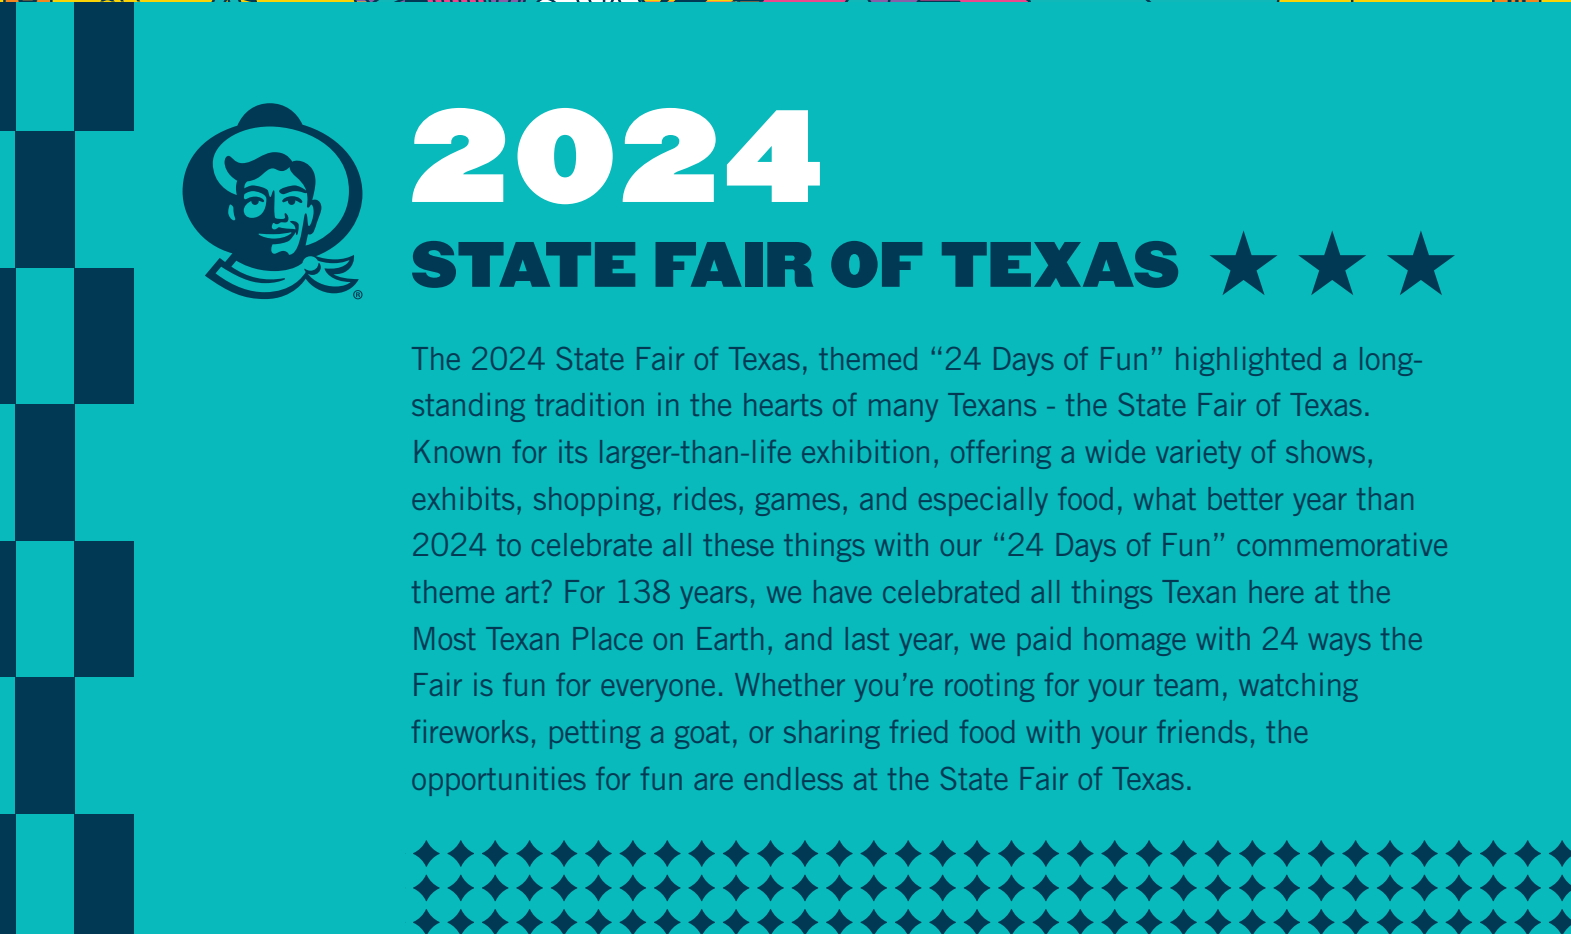 2024
STATE FAIR OF TEXAS
®
The 2024 State Fair of Texas, themed “24 Days of Fun” highlighted a long-
standing tradition in the hearts of many Texans - the State Fair of Texas.
Known for its larger-than-life exhibition, offering a wide variety of shows,
exhibits, shopping, rides, games, and especially food, what better year than
2024 to celebrate all these things with our “24 Days of Fun” commemorative
theme art? For 138 years, we have celebrated all things Texan here at the
Most Texan Place on Earth, and last year, we paid homage with 24 ways the
Fair is fun for everyone. Whether you’re rooting for your team, watching
fireworks, petting a goat, or sharing fried food with your friends, the
opportunities for fun are endless at the State Fair of Texas.